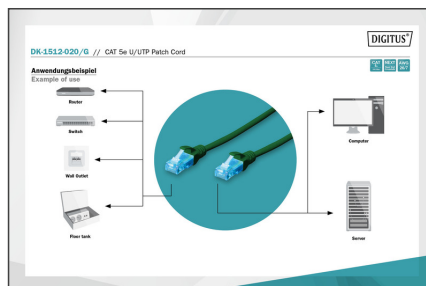 DIGITUS®
DK-1512-020/G // CAT 5e U/UTP Patch Cord
Anwendungsbeispiel
Example of use
Router
Switch
Wall Outlet
Floor tank
Computer
Server